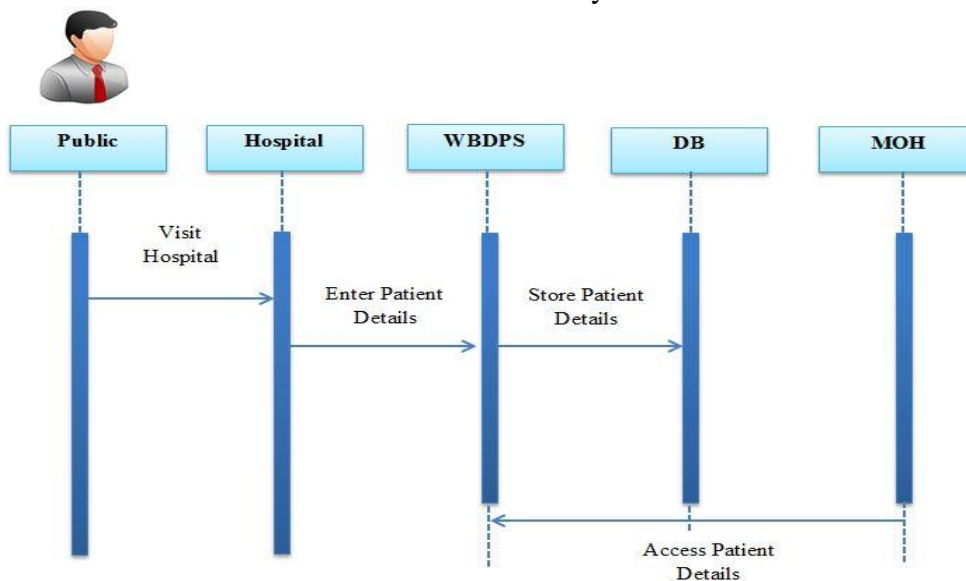 Public
Hospital
WBDPS
DB
MOH
Visit
Hospital
Enter Patient
Details
Store Patient
Details
Access Patient
Details